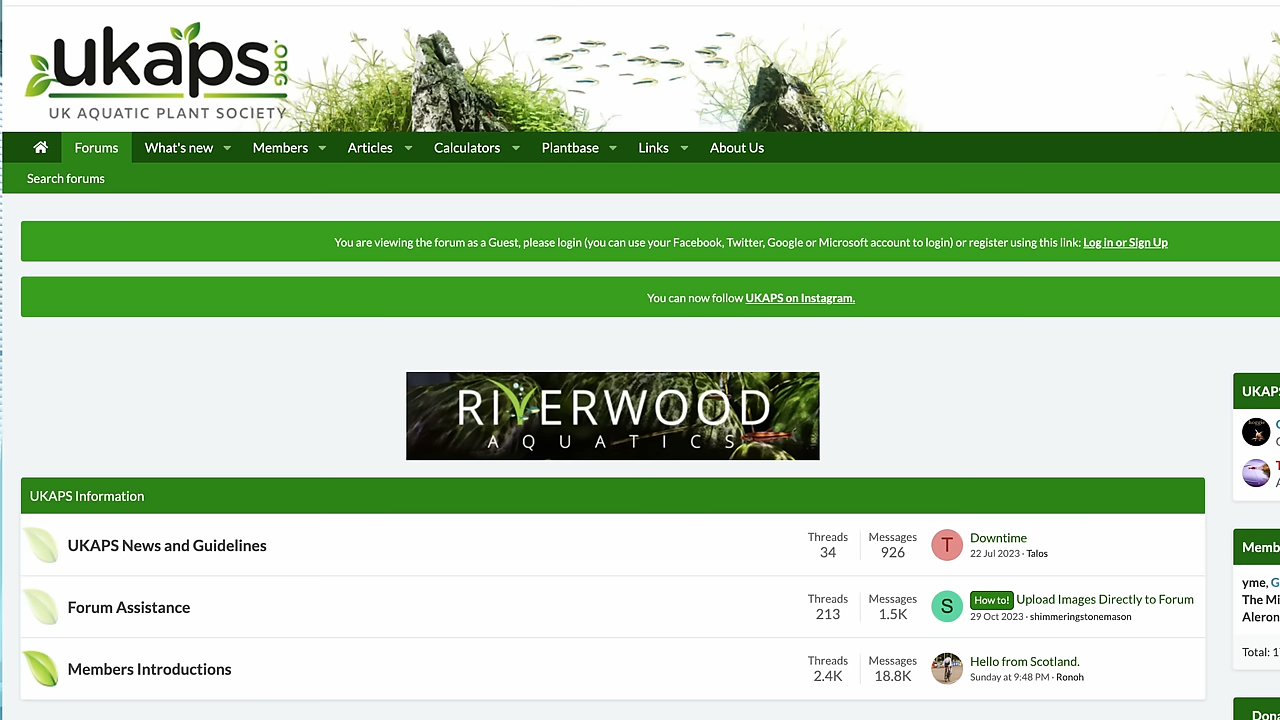 ukaps.ORG
UK AQUATIC PLANT SOCIETY
Forums What's new Members Articles Calculators Plantbase Links About Us
Search forums
You are viewing the forum as a Guest, please login (you can use your Facebook, Twitter, Google or Microsoft account to login) or register using this link: Log in or Sign Up
You can now follow UKAPS on Instagram.
RIVERWOOD
AQUATICS
UKAPS
UKAPS Information
UKAPS News and Guidelines
Threads
34
Messages
926
T
Downtime
22 Jul 2023 · Talos
Forum Assistance
Threads
213
Messages
1.5K
S
How to! Upload Images Directly to Forum
29 Oct 2023 · shimmeringstonemason
Members Introductions
Threads
2.4K
Messages
18.8K
Hello from Scotland.
Sunday at 9:48 PM · Ronoh
Memb
yme, G
The Mi
Aleron
Total: 1
Dona